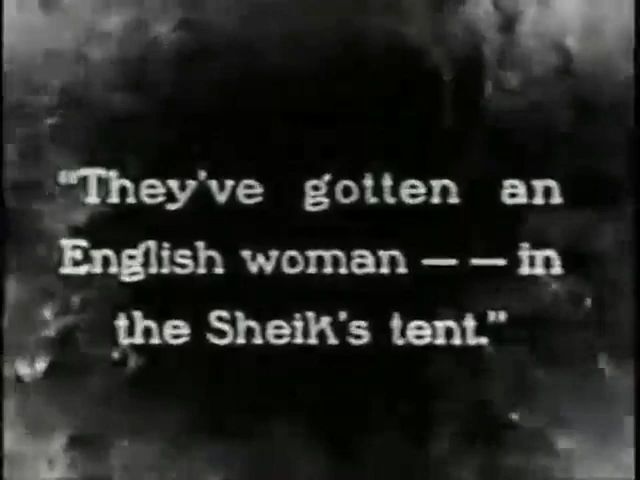 "They've gotten an
English woman — — in
the Sheik's tent."